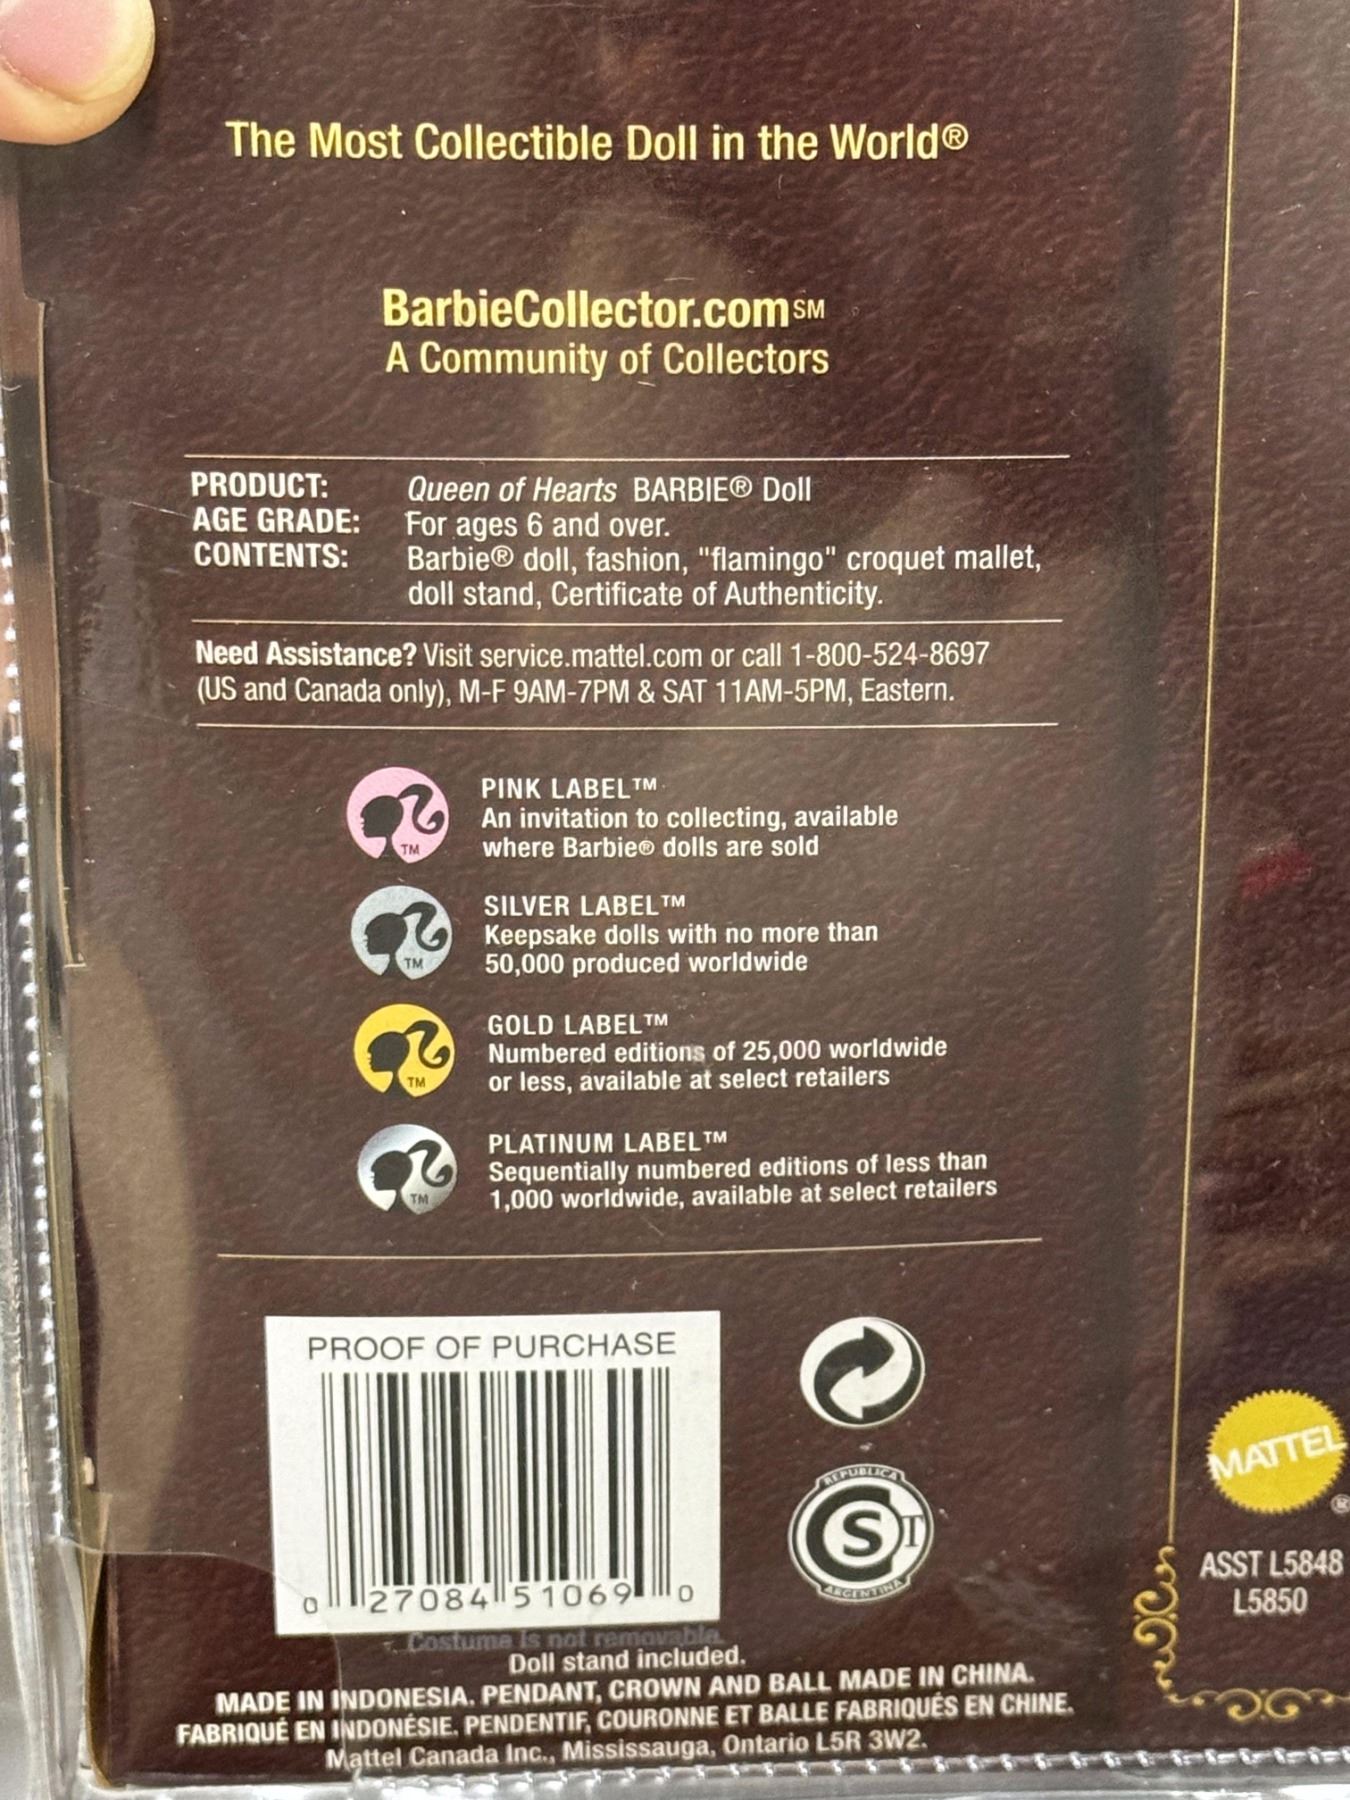 The Most Collectible Doll in the World®
BarbieCollector.com℠
A Community of Collectors
PRODUCT: Queen of Hearts BARBIE® Doll
AGE GRADE: For ages 6 and over.
CONTENTS: Barbie® doll, fashion, "flamingo" croquet mallet,
doll stand, Certificate of Authenticity.
Need Assistance? Visit service.mattel.com or call 1-800-524-8697
(US and Canada only), M-F 9AM-7PM & SAT 11AM-5PM, Eastern.
PINK LABEL™
An invitation to collecting, available
where Barbie® dolls are sold
TM
SILVER LABEL™
Keepsake dolls with no more than
50,000 produced worldwide
TM
GOLD LABEL™
Numbered editions of 25,000 worldwide
or less, available at select retailers
TM
PLATINUM LABEL™
Sequentially numbered editions of less than
1,000 worldwide, available at select retailers
TM
PROOF OF PURCHASE
0 27084 51069 0
REPUBLICA
S T
ARGENTINA
MATTEL
®
ASST L5848
L5850
Costume is not removable.
Doll stand included.
MADE IN INDONESIA. PENDANT, CROWN AND BALL MADE IN CHINA.
FABRIQUÉ EN INDONÉSIE. PENDENTIF, COURONNE ET BALLE FABRIQUÉS EN CHINE.
Mattel Canada Inc., Mississauga, Ontario L5R 3W2.